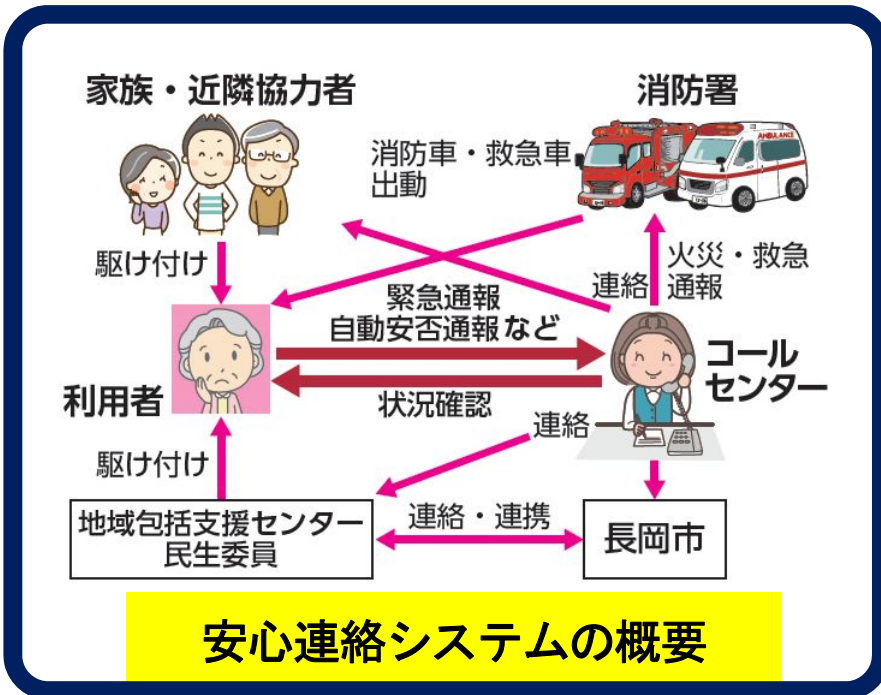 家族・近隣協力者
消防署
AMBULANCE
消防車・救急車
出動
駆け付け
連絡
火災・救急
通報
緊急通報
自動安否通報など
コール
センター
利用者
状況確認
連絡
駆け付け
地域包括支援センター
民生委員
連絡・連携
長岡市
安心連絡システムの概要